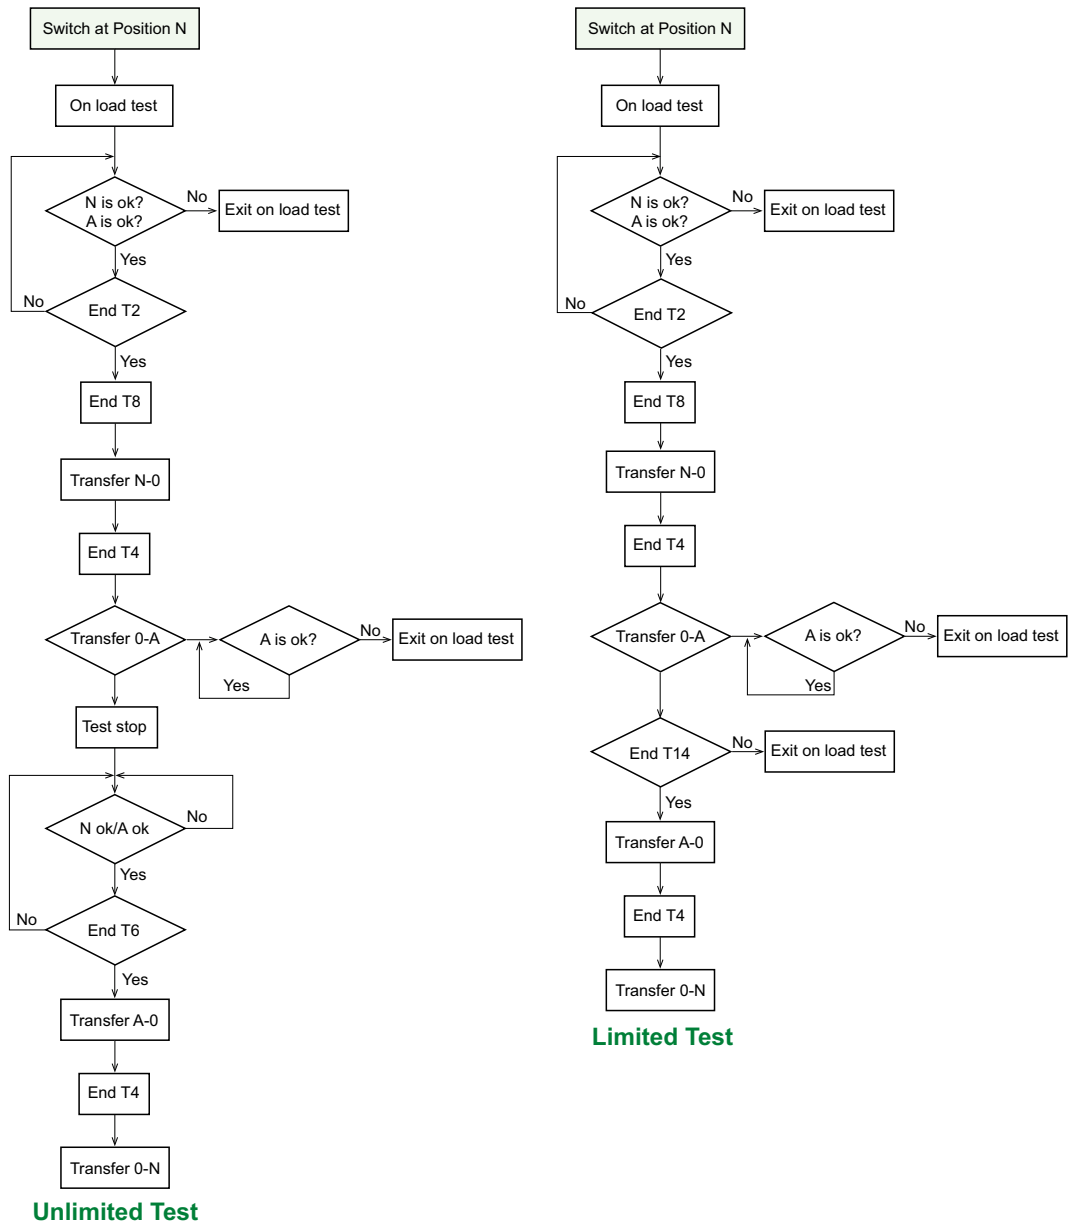 Switch at Position N
On load test
N is ok?
A is ok?
No
Exit on load test
Yes
End T2
No
Yes
End T8
Transfer N-0
End T4
Transfer 0-A
A is ok?
No
Exit on load test
Yes
Test stop
N ok/A ok
No
Yes
End T6
No
Yes
Transfer A-0
End T4
Transfer 0-N
Unlimited Test
Switch at Position N
On load test
N is ok?
A is ok?
No
Exit on load test
Yes
End T2
No
Yes
End T8
Transfer N-0
End T4
Transfer 0-A
A is ok?
No
Exit on load test
Yes
End T14
No
Exit on load test
Yes
Transfer A-0
End T4
Transfer 0-N
Limited Test